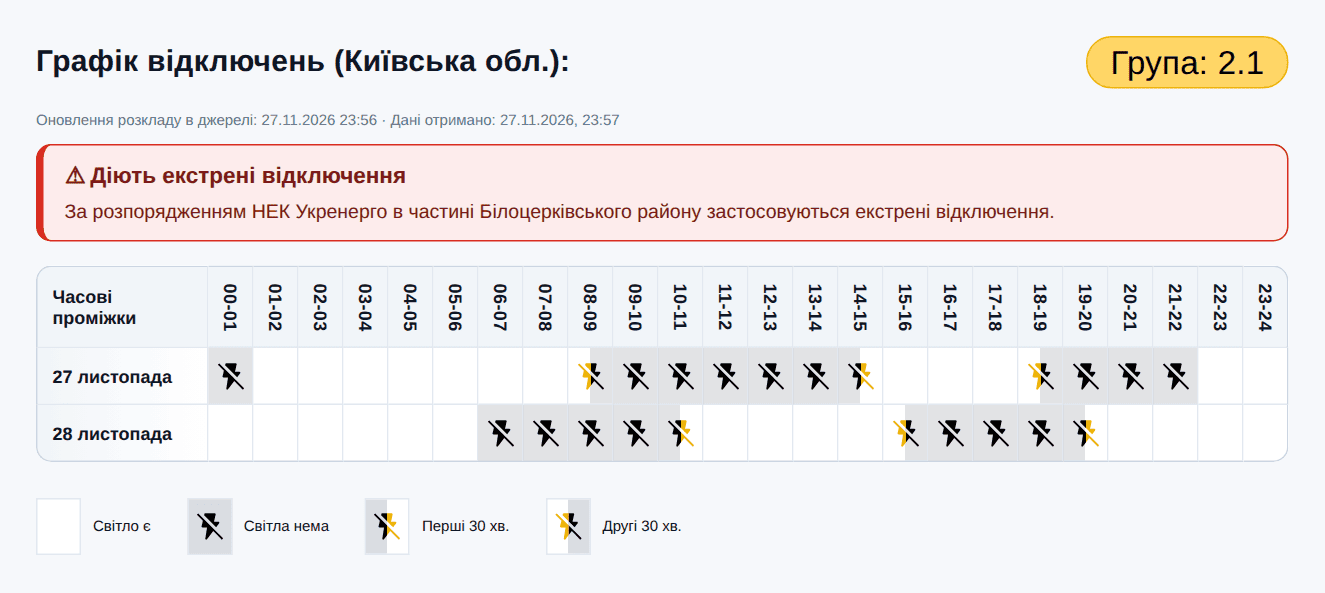 Графік відключень (Київська обл.):
Група: 2.1
Оновлення розкладу в джерелі: 27.11.2026 23:56 · Дані отримано: 27.11.2026, 23:57
⚠ Діють екстрені відключення
За розпорядженням НЕК Укренерго в частині Білоцерківського району застосовуються екстрені відключення.
Часові проміжки 00-01 01-02 02-03 03-04 04-05 05-06 06-07 07-08 08-09 09-10 10-11 11-12 12-13 13-14 14-15 15-16 16-17 17-18 18-19 19-20 20-21 21-22 22-23 23-24
27 листопада
28 листопада
Світло є Світла нема Перші 30 хв. Другі 30 хв.